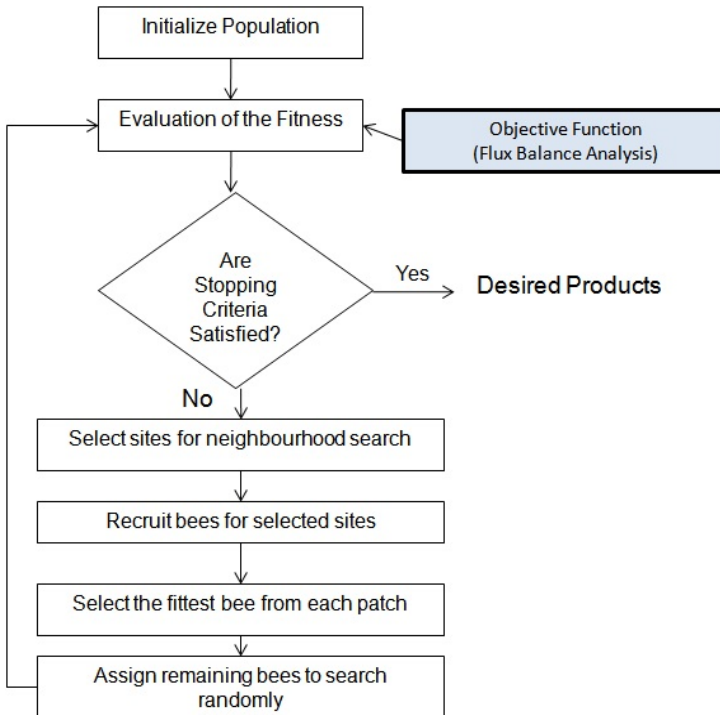 Initialize Population
Evaluation of the Fitness
Objective Function
(Flux Balance Analysis)
Are
Stopping
Criteria
Satisfied?
Yes
Desired Products
No
Select sites for neighbourhood search
Recruit bees for selected sites
Select the fittest bee from each patch
Assign remaining bees to search
randomly